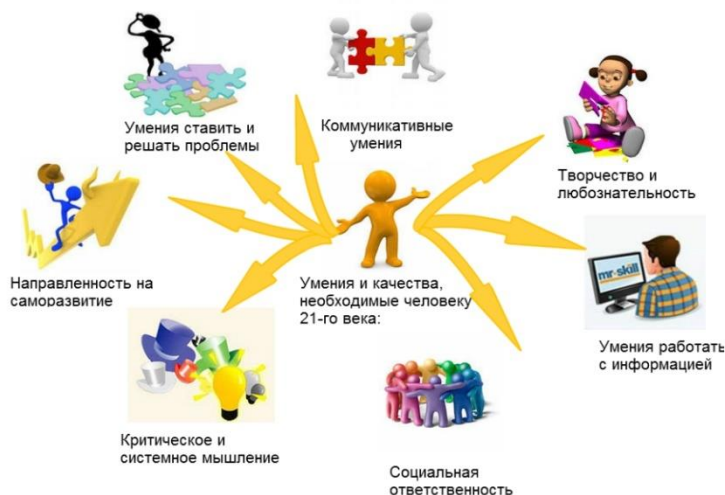 Умения ставить и
решать проблемы
Коммуникативные
умения
Творчество и
любознательность
Направленность на
саморазвитие
Умения и качества,
необходимые человеку
21-го века:
mr-skill
Умения работать
с информацией
Критическое и
системное мышление
Социальная
ответственность